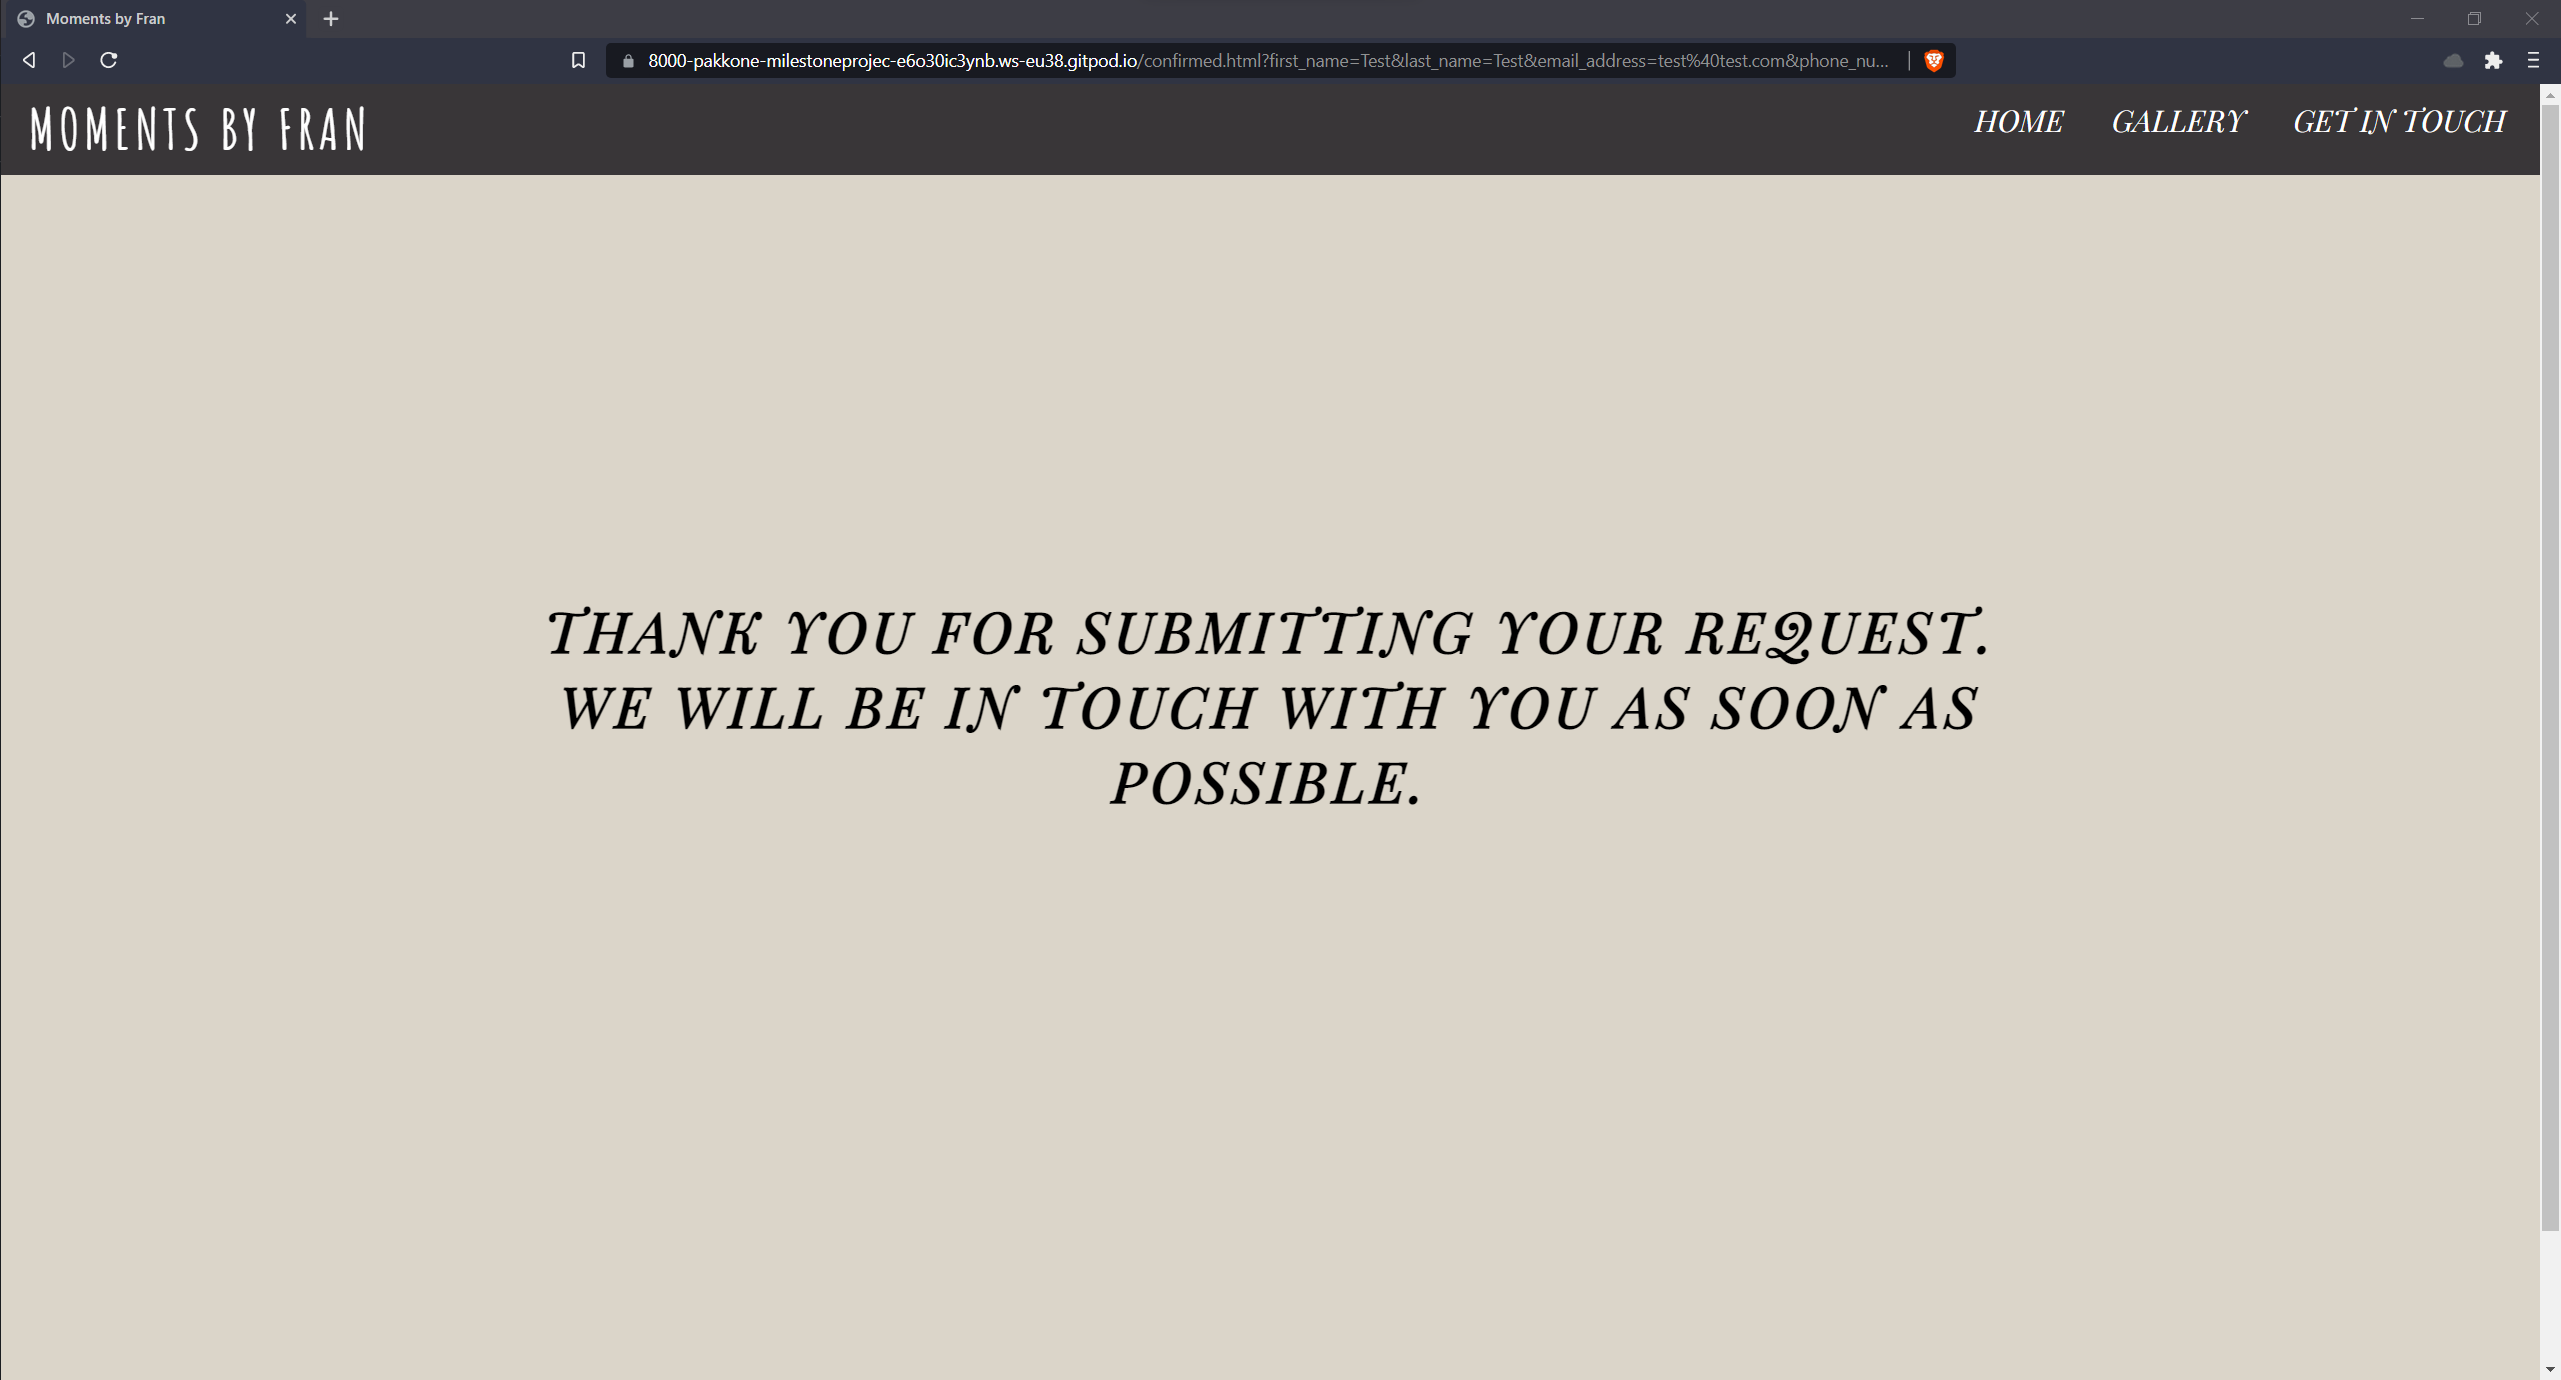 Moments by Fran
8000-pakkone-milestoneprojec-e6o30ic3ynb.ws-eu38.gitpod.io/confirmed.html?first_name=Test&last_name=Test&email_address=test%40test.com&phone_nu...
MOMENTS BY FRAN
HOME GALLERY GET IN TOUCH
THANK YOU FOR SUBMITTING YOUR REQUEST.
WE WILL BE IN TOUCH WITH YOU AS SOON AS
POSSIBLE.